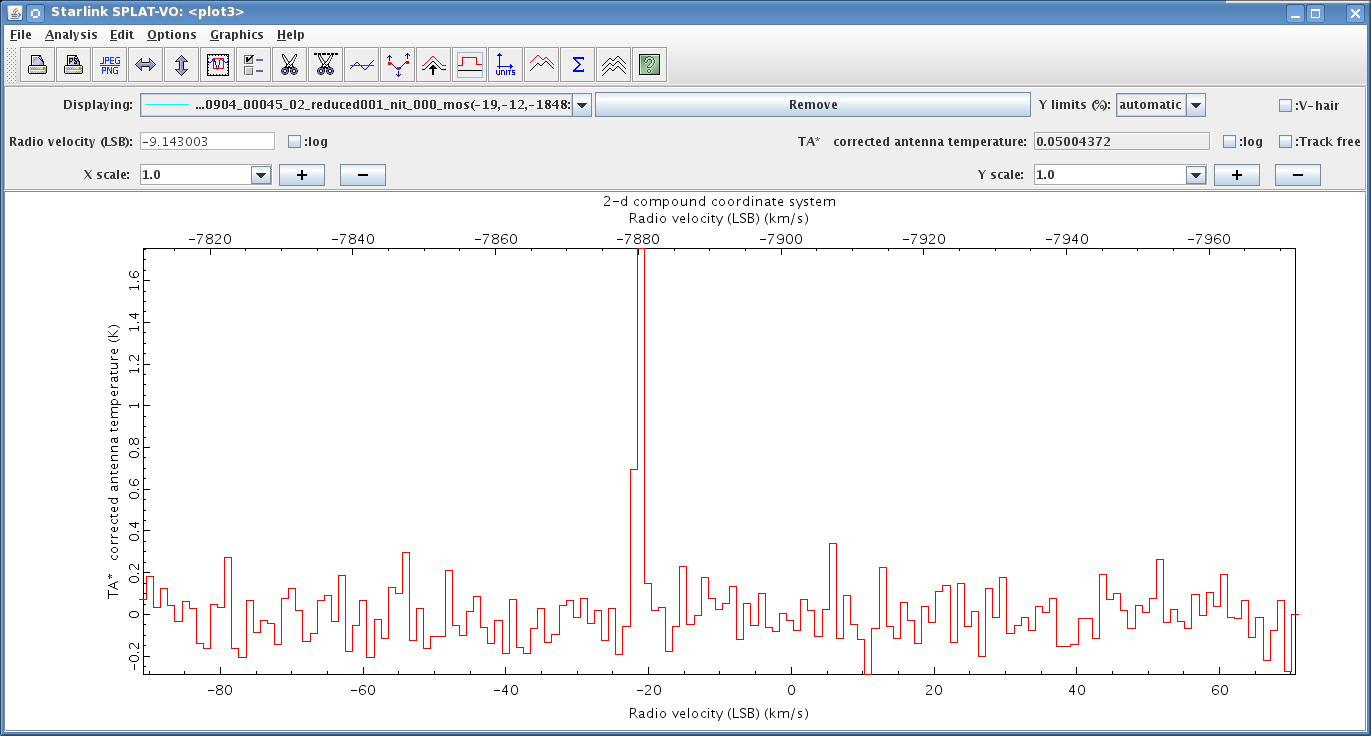 Starlink SPLAT-VO: <plot3>
File Analysis Edit Options Graphics Help
PS JPEG PNG UNITS Σ ?
Displaying: ...0904_00045_02_reduced001_nit_000_mos(-19,-12,-1848: Remove Y limits (%): automatic :V-hair
Radio velocity (LSB): -9.143003 :log TA* corrected antenna temperature: 0.05004372 :log :Track free
X scale: 1.0 + − Y scale: 1.0 + −
2-d compound coordinate system
Radio velocity (LSB) (km/s)
−7820 −7840 −7860 −7880 −7900 −7920 −7940 −7960
TA* corrected antenna temperature (K)
1.6
1.4
1.2
1
0.8
0.6
0.4
0.2
0
−0.2
−80 −60 −40 −20 0 20 40 60
Radio velocity (LSB) (km/s)